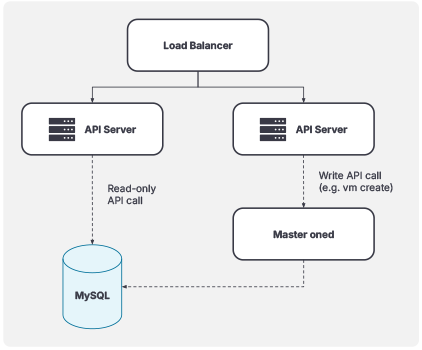 Load Balancer
API Server
API Server
Read-only
API call
Write API call
(e.g. vm create)
Master oned
MySQL